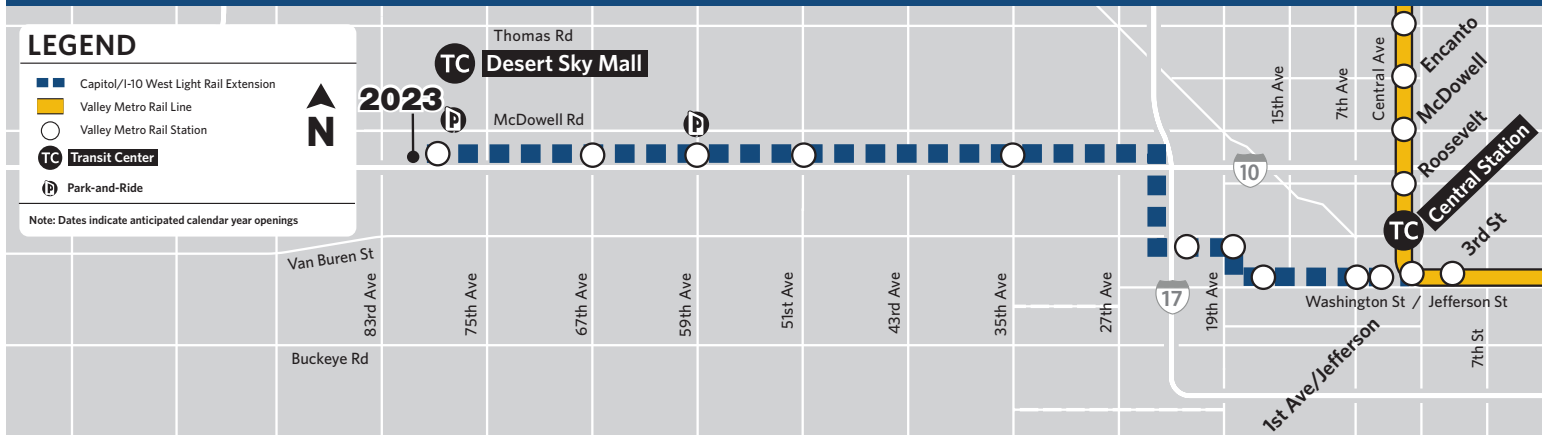 LEGEND
Capitol/I-10 West Light Rail Extension
Valley Metro Rail Line
Valley Metro Rail Station
TC Transit Center
P Park-and-Ride
Note: Dates indicate anticipated calendar year openings
N
2023
P
TC Desert Sky Mall
Thomas Rd
McDowell Rd
P
Van Buren St
Buckeye Rd
83rd Ave
75th Ave
67th Ave
59th Ave
51st Ave
43rd Ave
35th Ave
27th Ave
19th Ave
17
10
15th Ave
7th Ave
Central Ave
Encanto
McDowell
Roosevelt
TC Central Station
3rd St
Washington St / Jefferson St
1st Ave/Jefferson
7th St